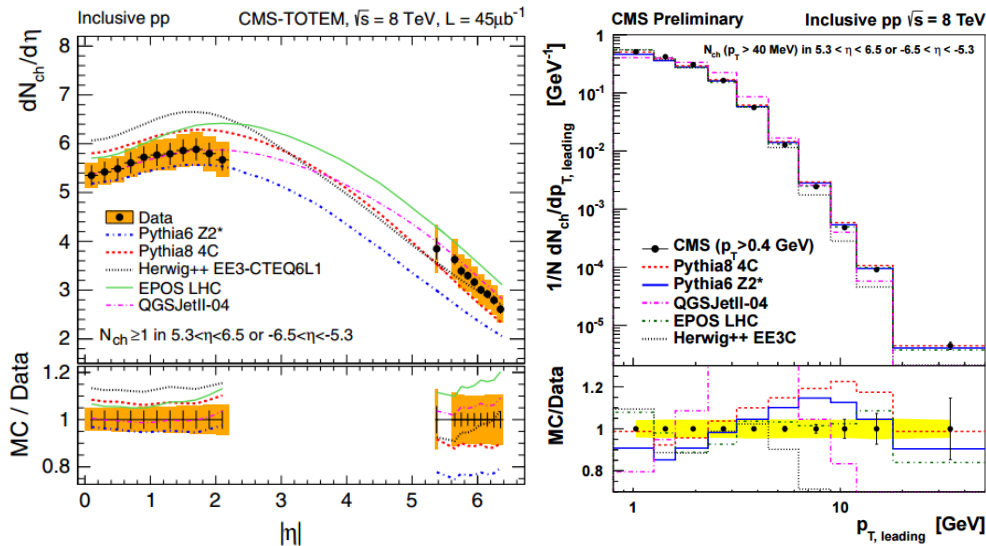 Inclusive pp
CMS-TOTEM, √s = 8 TeV, L = 45μb⁻¹
dN_ch/dη
8
7
6
5
4
3
2
Data
Pythia6 Z2*
Pythia8 4C
Herwig++ EE3-CTEQ6L1
EPOS LHC
QGSJetII-04
N_ch ≥1 in 5.3<η<6.5 or -6.5<η<-5.3
MC / Data
1.2
1
0.8
0 1 2 3 4 5 6
|η|
CMS Preliminary
Inclusive pp √s = 8 TeV
N_ch (p_T > 40 MeV) in 5.3 < η < 6.5 or -6.5 < η < -5.3
1/N dN_ch/dp_T, leading [GeV⁻¹]
1
10⁻¹
10⁻²
10⁻³
10⁻⁴
10⁻⁵
CMS (p_T>0.4 GeV)
Pythia8 4C
Pythia6 Z2*
QGSJetII-04
EPOS LHC
Herwig++ EE3C
MC/Data
1.2
1
0.8
1 10
p_T, leading [GeV]